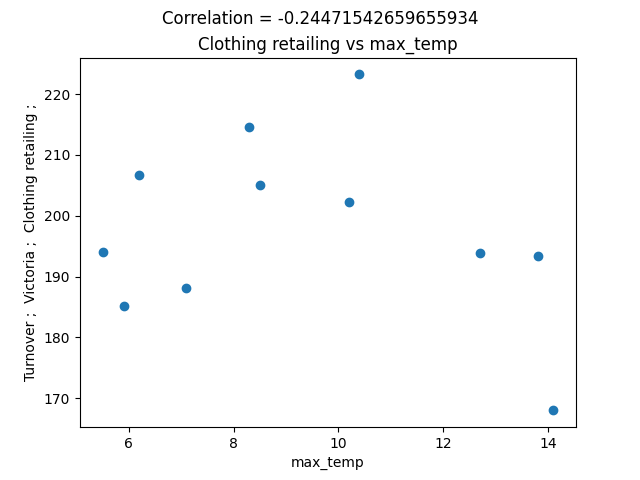 Correlation = -0.24471542659655934
Clothing retailing vs max_temp
Turnover ;  Victoria ;  Clothing retailing ;
220
210
200
190
180
170
6 8 10 12 14
max_temp